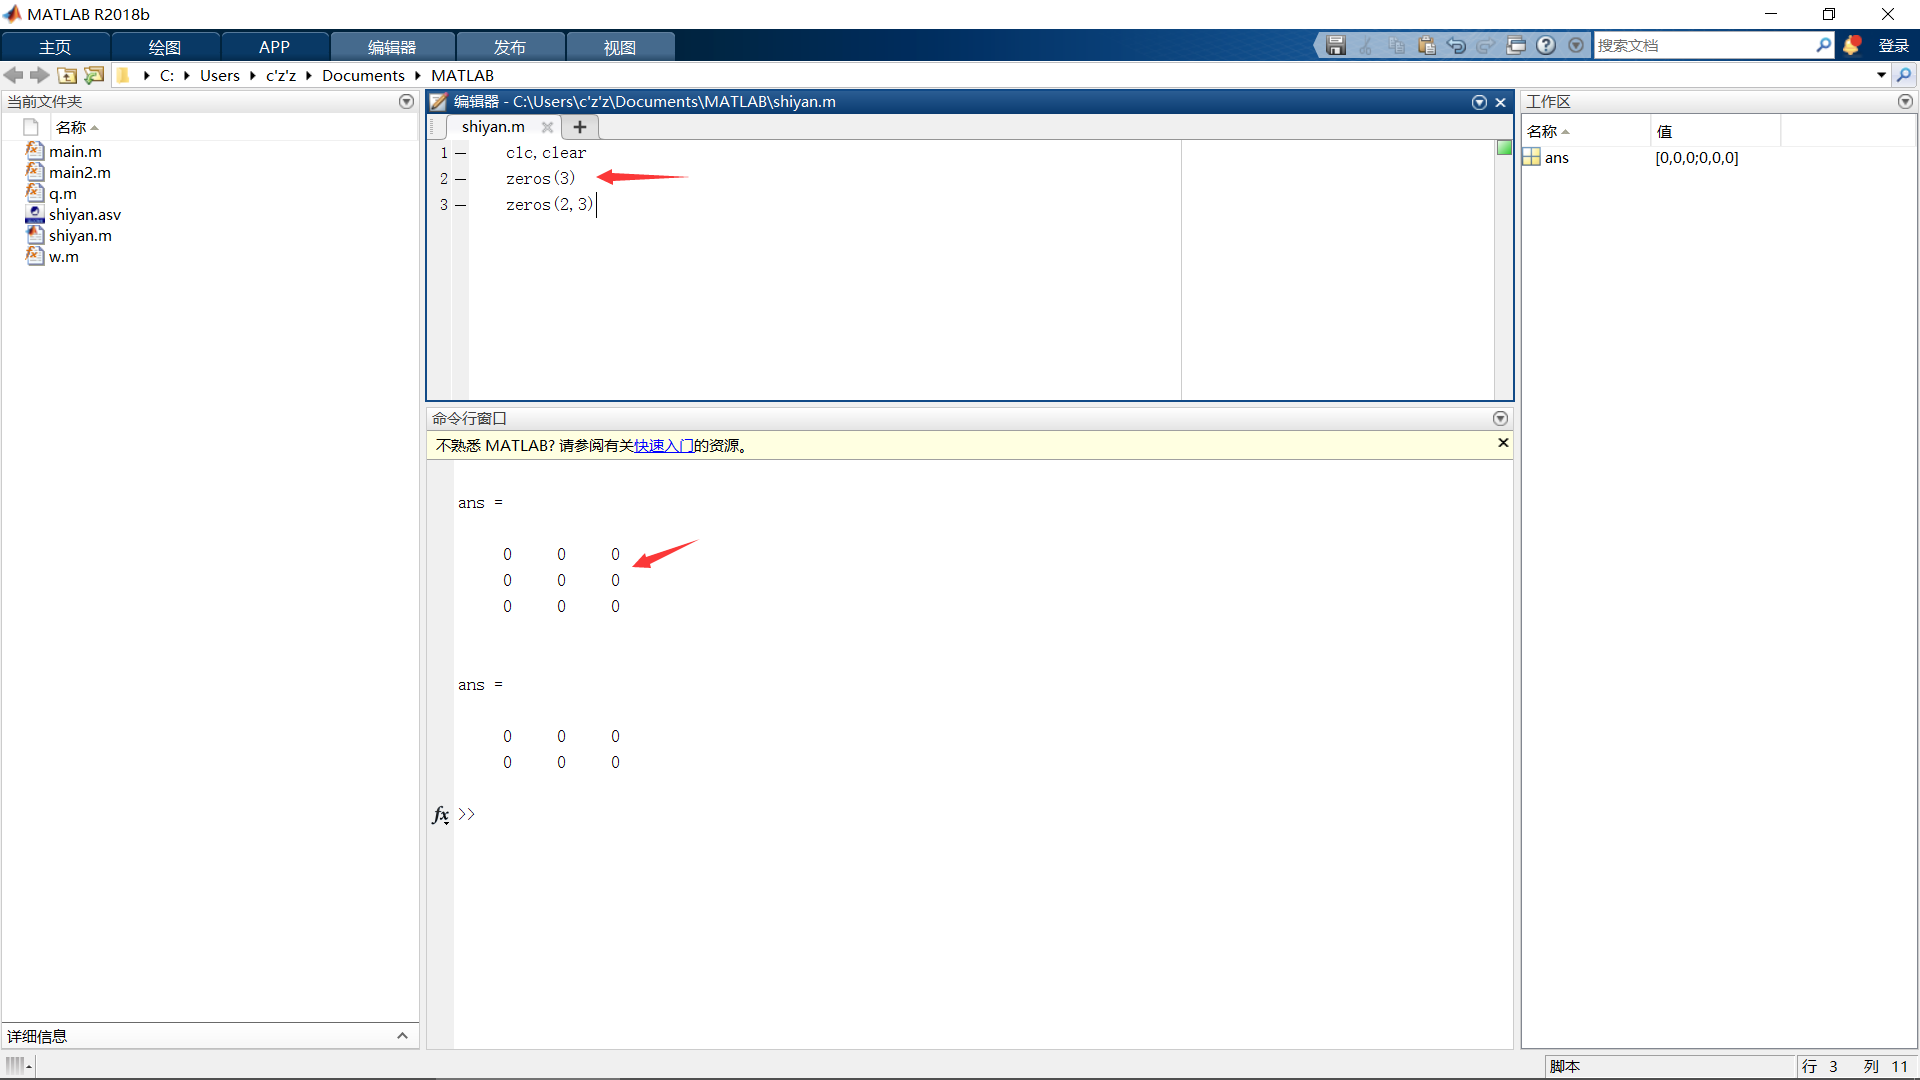 MATLAB R2018b
主页 绘图 APP 编辑器 发布 视图 搜索文档 登录
C: Users c'z'z Documents MATLAB
当前文件夹
名称
main.m
main2.m
q.m
shiyan.asv
shiyan.m
w.m
详细信息
编辑器 - C:\Users\c'z'z\Documents\MATLAB\shiyan.m
shiyan.m
1 — clc,clear
2 — zeros(3)
3 — zeros(2,3)
命令行窗口
不熟悉 MATLAB? 请参阅有关快速入门的资源。
ans =
0 0 0
0 0 0
0 0 0
ans =
0 0 0
0 0 0
fx >>
工作区
名称 值
ans [0,0,0;0,0,0]
脚本 行 3 列 11